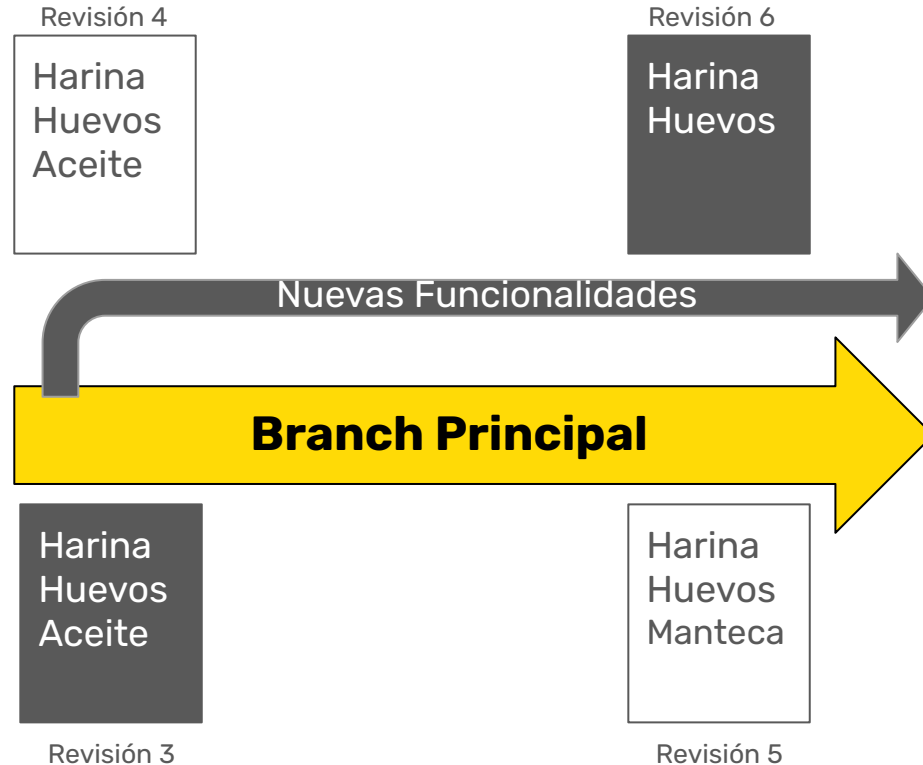 Revisión 4
Revisión 6
Harina
Huevos
Aceite
Harina
Huevos
Nuevas Funcionalidades
Branch Principal
Harina
Huevos
Aceite
Harina
Huevos
Manteca
Revisión 3
Revisión 5